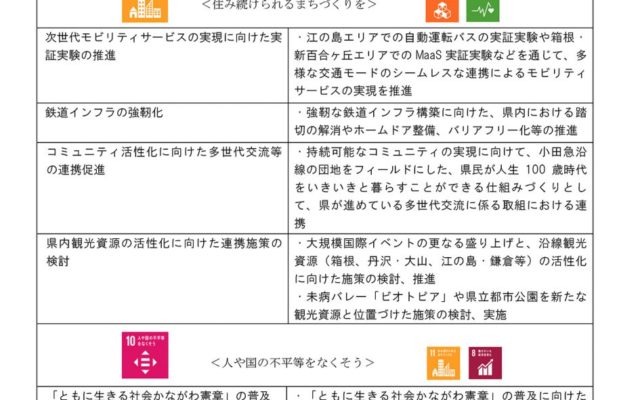 ＜住み続けられるまちづくりを＞
次世代モビリティサービスの実現に向けた実
証実験の推進
・江の島エリアでの自動運転バスの実証実験や箱根・
新百合ヶ丘エリアでの MaaS 実証実験などを通じて、多
様な交通モードのシームレスな連携によるモビリティ
サービスの実現を推進
鉄道インフラの強靭化
・強靭な鉄道インフラ構築に向けた、県内における踏
切の解消やホームドア整備、バリアフリー化等の推進
コミュニティ活性化に向けた多世代交流等
の連携促進
・持続可能なコミュニティの実現に向けて、小田急沿
線の団地をフィールドにした、県民が人生 100 歳時代
をいきいきと暮らすことができる仕組みづくりとし
て、県が進めている多世代交流に係る取組における連
携
県内観光資源の活性化に向けた連携施策の
検討
・大規模国際イベントの更なる盛り上げと、沿線観光
資源（箱根、丹沢・大山、江の島・鎌倉等）の活性化
に向けた施策の検討、推進
・未病バレー「ビオトピア」や県立都市公園を新たな
観光資源と位置づけた施策の検討、実施
10 人や国の不平等
をなくそう
＜人や国の不平等をなくそう＞
11
8
「ともに生きる社会かながわ憲章」の普及
・「ともに生きる社会かながわ憲章」の普及に向けた